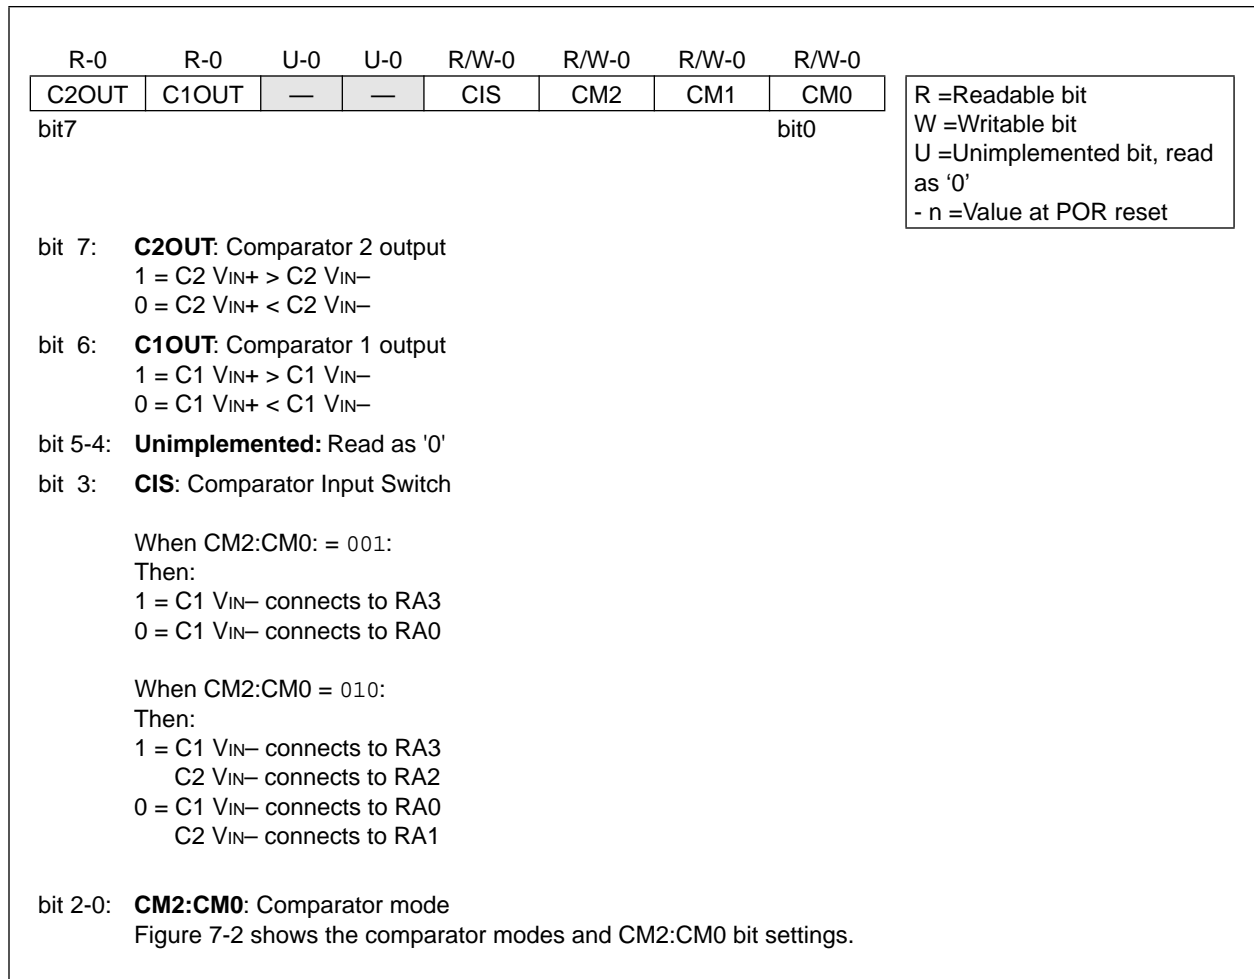 R-0 R-0 U-0 U-0 R/W-0 R/W-0 R/W-0 R/W-0
C2OUT C1OUT — — CIS CM2 CM1 CM0
bit7 bit0
R =Readable bit
W =Writable bit
U =Unimplemented bit, read
as ‘0’
- n =Value at POR reset
bit 7: C2OUT: Comparator 2 output
1 = C2 VIN+ > C2 VIN–
0 = C2 VIN+ < C2 VIN–
bit 6: C1OUT: Comparator 1 output
1 = C1 VIN+ > C1 VIN–
0 = C1 VIN+ < C1 VIN–
bit 5-4: Unimplemented: Read as '0'
bit 3: CIS: Comparator Input Switch
When CM2:CM0: = 001:
Then:
1 = C1 VIN– connects to RA3
0 = C1 VIN– connects to RA0
When CM2:CM0 = 010:
Then:
1 = C1 VIN– connects to RA3
C2 VIN– connects to RA2
0 = C1 VIN– connects to RA0
C2 VIN– connects to RA1
bit 2-0: CM2:CM0: Comparator mode
Figure 7-2 shows the comparator modes and CM2:CM0 bit settings.